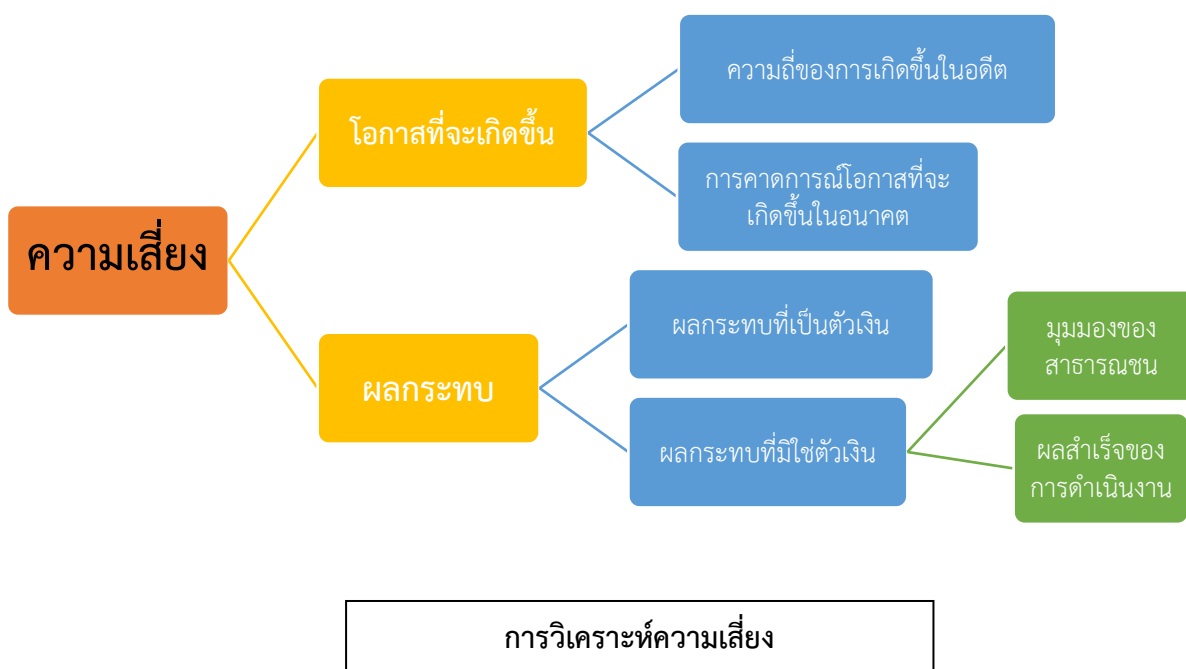 ความเสี่ยง
โอกาสที่จะเกิดขึ้น
ความถี่ของการเกิดขึ้นในอดีต
การคาดการณ์โอกาสที่จะ
เกิดขึ้นในอนาคต
ผลกระทบ
ผลกระทบที่เป็นตัวเงิน
ผลกระทบที่มิใช่ตัวเงิน
มุมมองของ
สาธารณชน
ผลสำเร็จของ
การดำเนินงาน
การวิเคราะห์ความเสี่ยง